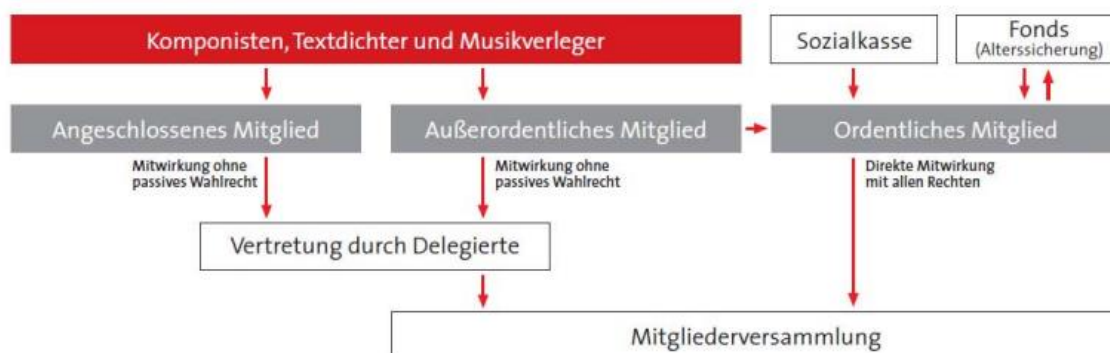 Komponisten, Textdichter und Musikverleger
Sozialkasse
Fonds
(Alterssicherung)
Angeschlossenes Mitglied
Außerordentliches Mitglied
Ordentliches Mitglied
Mitwirkung ohne
passives Wahlrecht
Mitwirkung ohne
passives Wahlrecht
Direkte Mitwirkung
mit allen Rechten
Vertretung durch Delegierte
Mitgliederversammlung